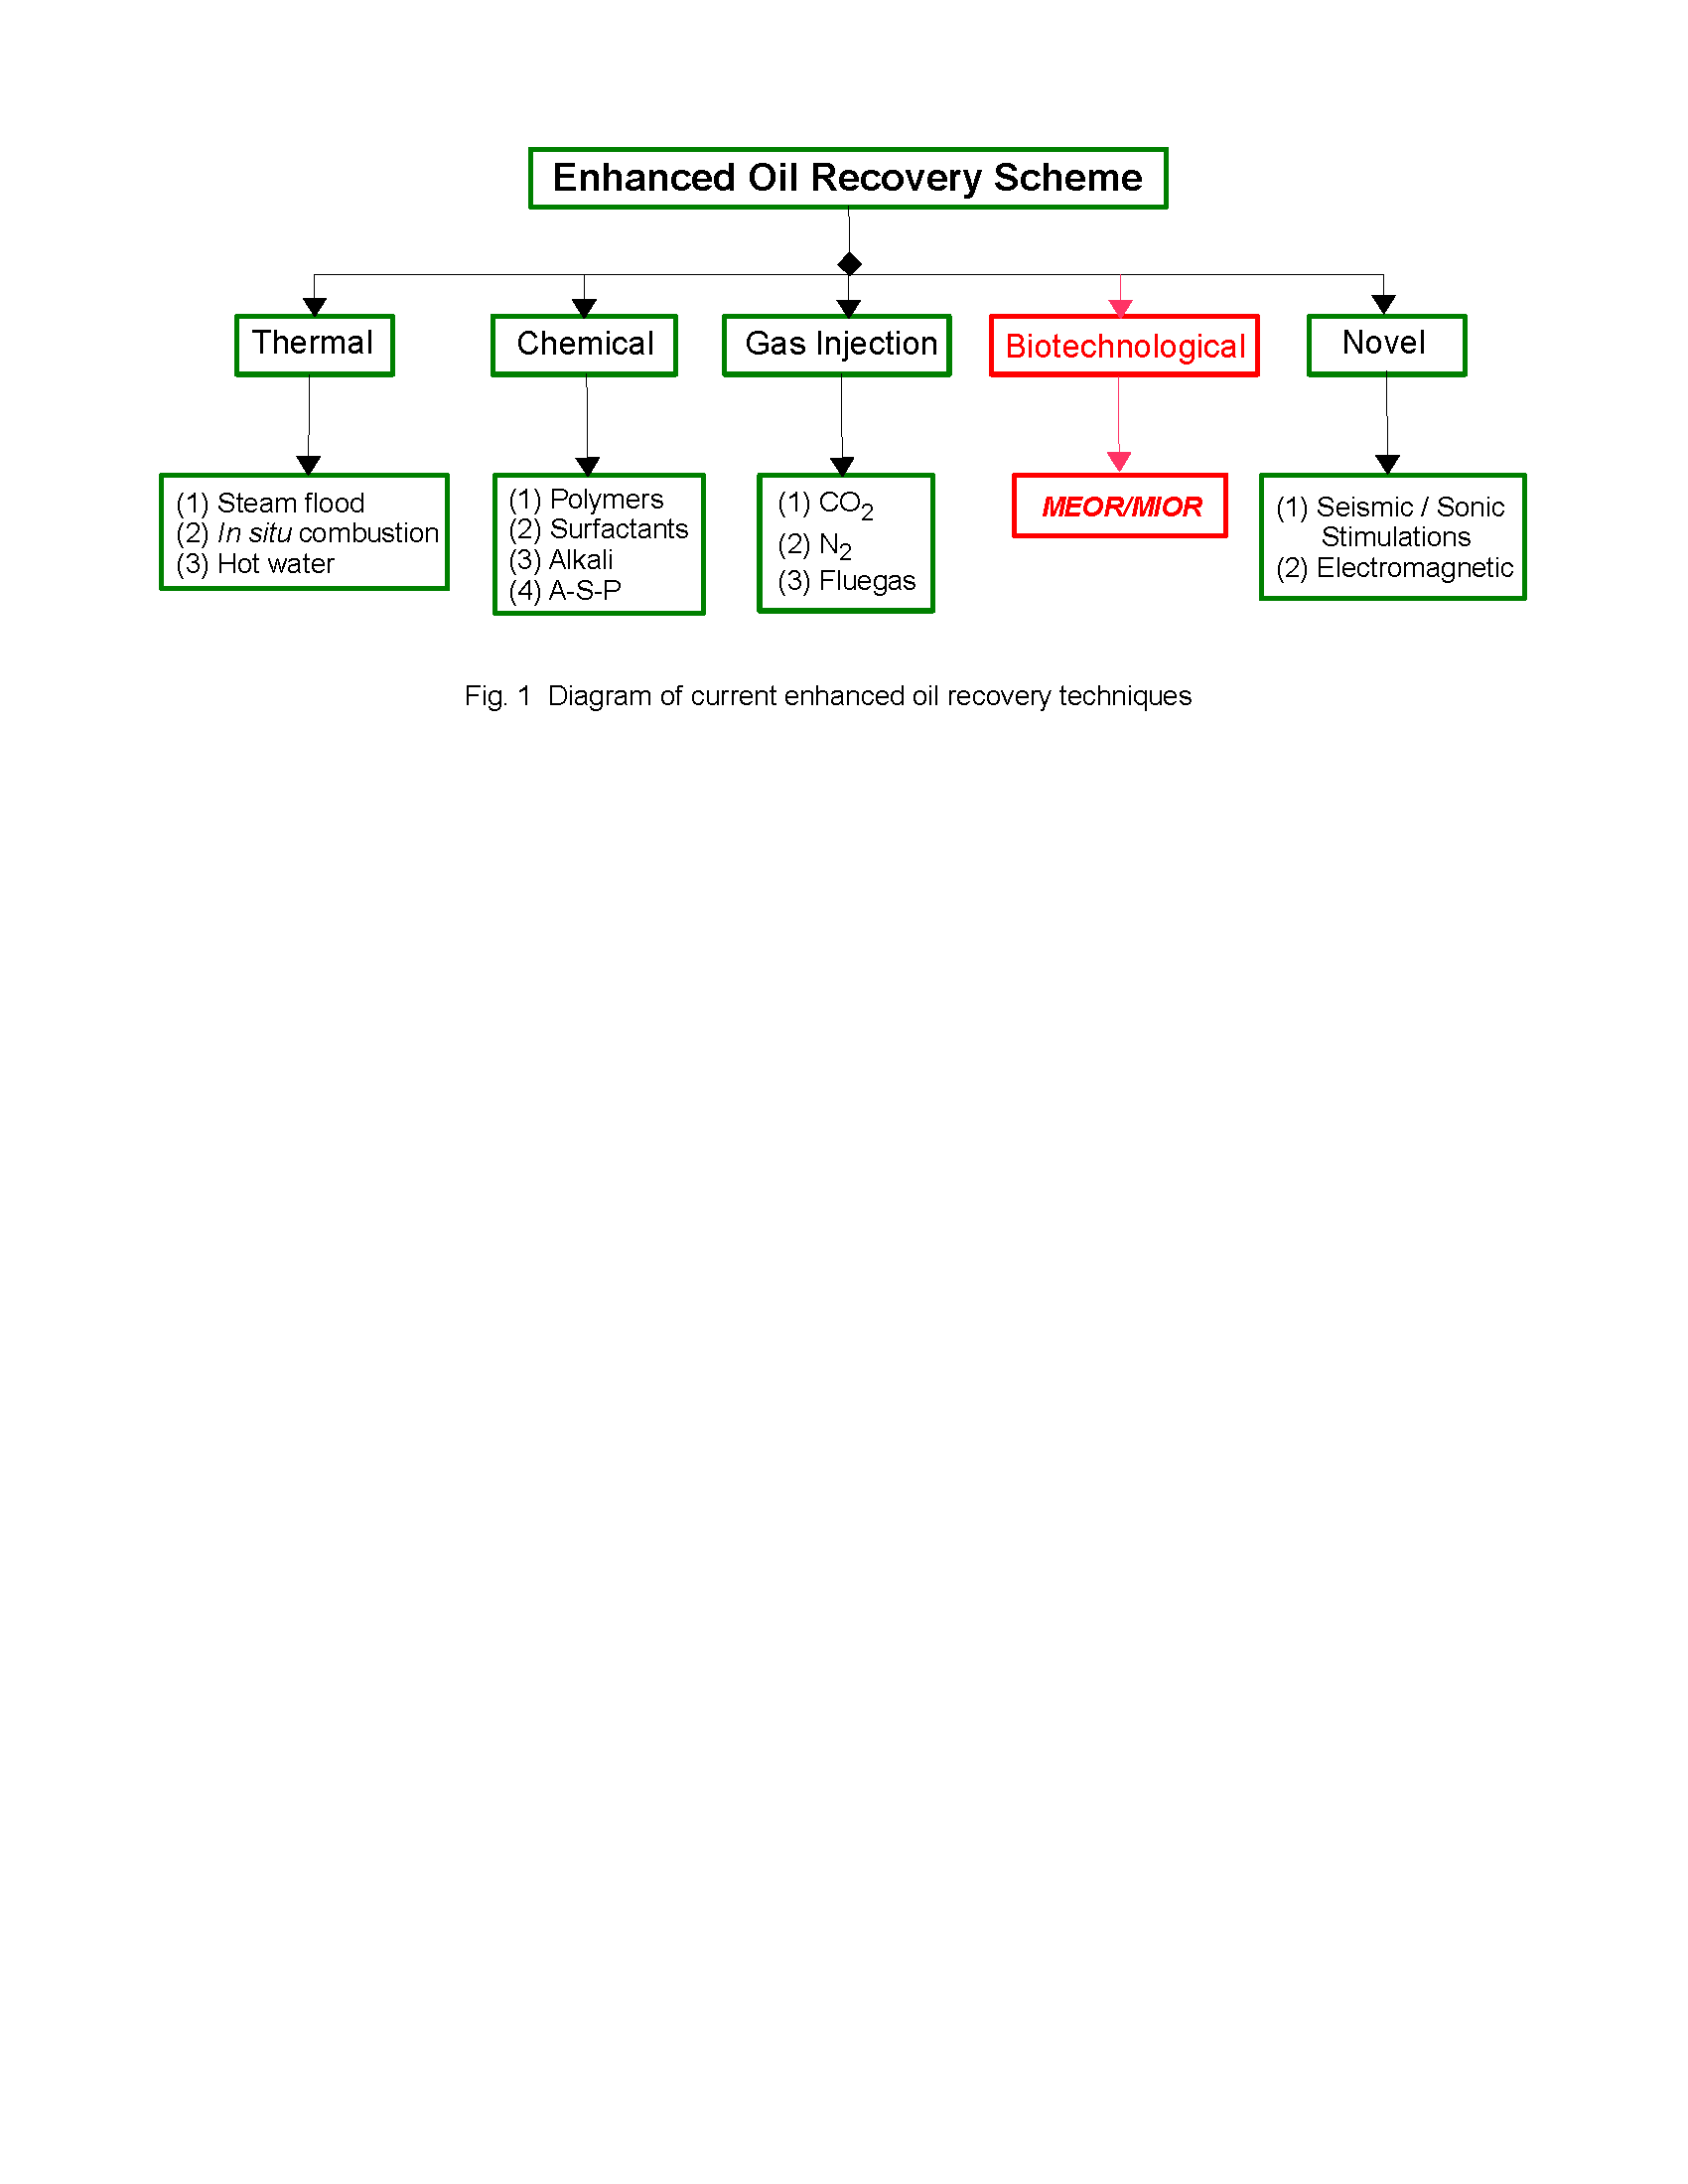 Enhanced Oil Recovery Scheme
Thermal
Chemical
Gas Injection
Biotechnological
Novel
(1) Steam flood
(2) In situ combustion
(3) Hot water
(1) Polymers
(2) Surfactants
(3) Alkali
(4) A-S-P
(1) CO2
(2) N2
(3) Fluegas
MEOR/MIOR
(1) Seismic / Sonic
Stimulations
(2) Electromagnetic
Fig. 1 Diagram of current enhanced oil recovery techniques